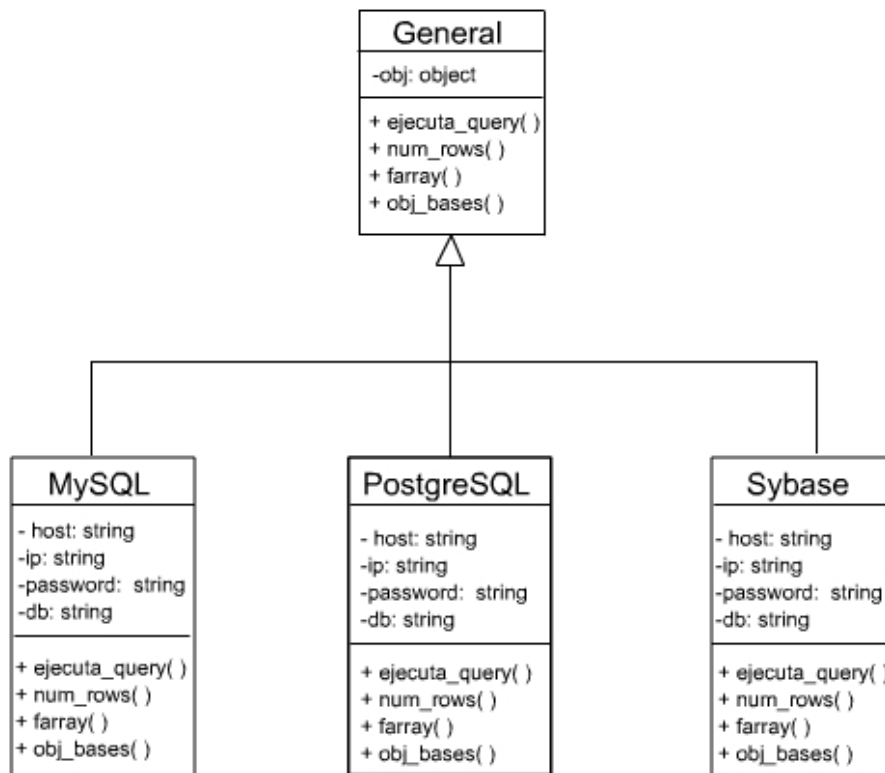 General
-obj: object
+ ejecuta_query( )
+ num_rows( )
+ farray( )
+ obj_bases( )
MySQL
- host: string
-ip: string
-password:  string
-db: string
+ ejecuta_query( )
+ num_rows( )
+ farray( )
+ obj_bases( )
PostgreSQL
- host: string
-ip: string
-password:  string
-db: string
+ ejecuta_query( )
+ num_rows( )
+ farray( )
+ obj_bases( )
Sybase
- host: string
-ip: string
-password:  string
-db: string
+ ejecuta_query( )
+ num_rows( )
+ farray( )
+ obj_bases( )